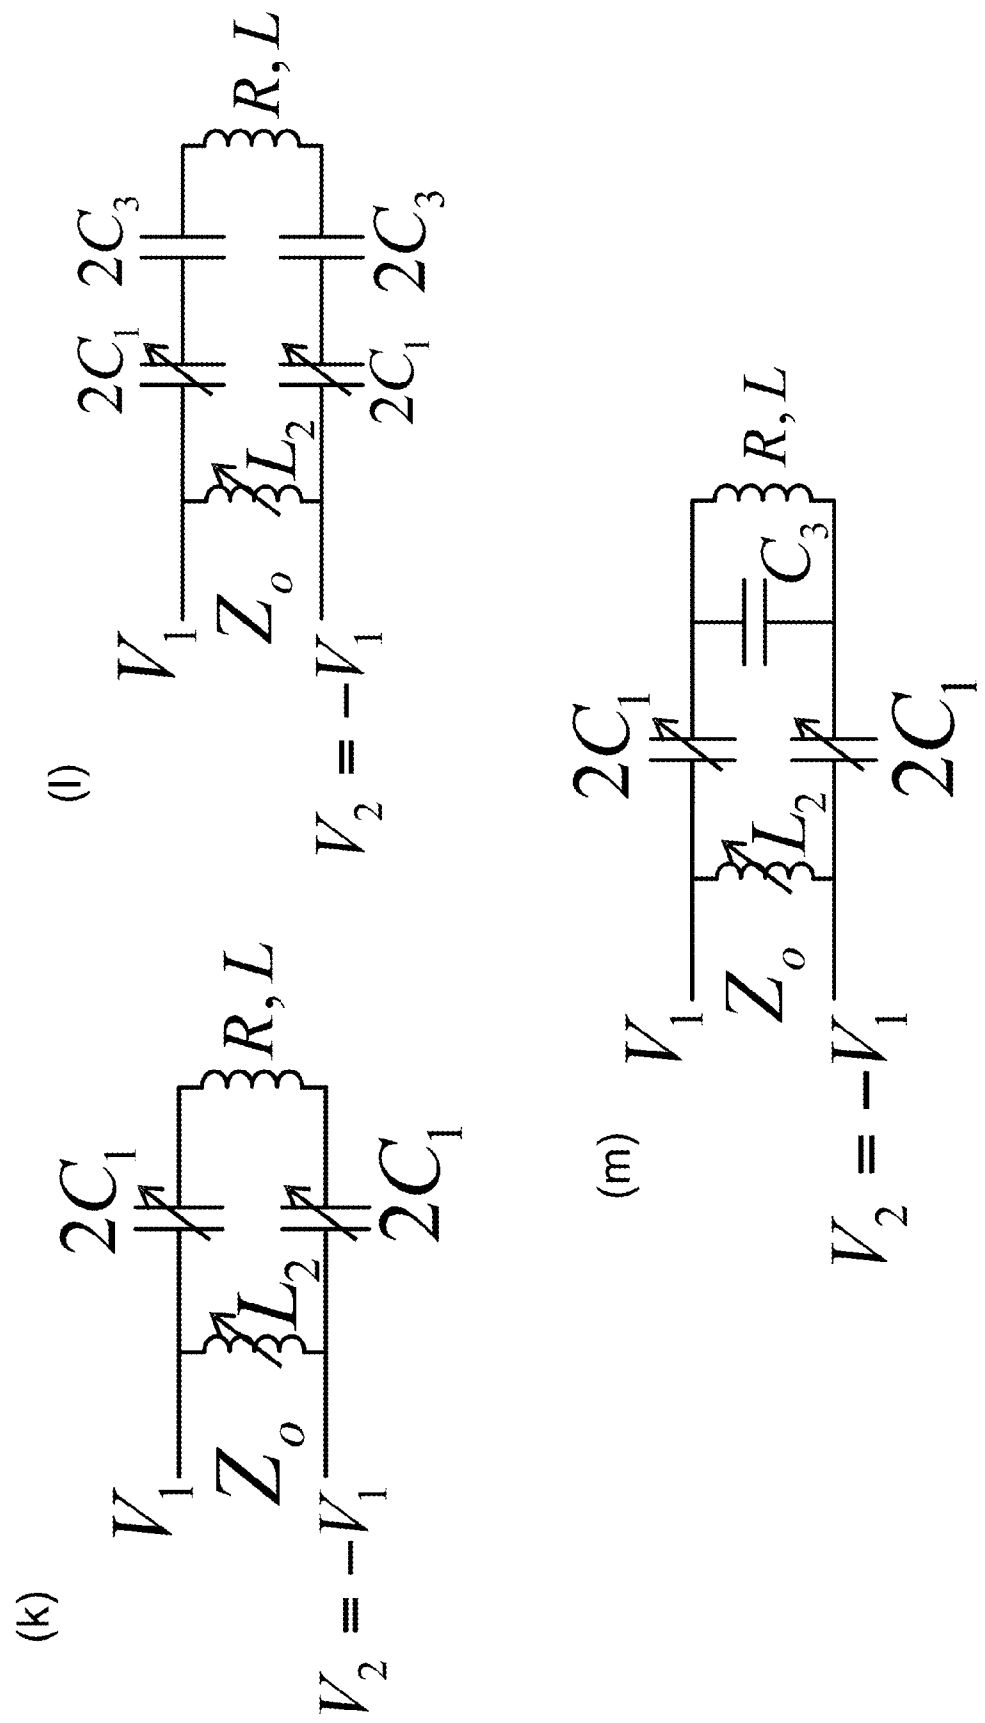 (k)
2C₁
V₁
Z₀
L₂
R, L
V₂ ≡ −V₁
2C₁
(l)
2C₁
2C₃
V₁
Zₒ
L₂
R, L
V₂ = −V₁
2C₁
2C₃
(m)
2C₁
V₁
Zₒ
L₂
C₃
R, L
V₂ = −V₁
2C₁